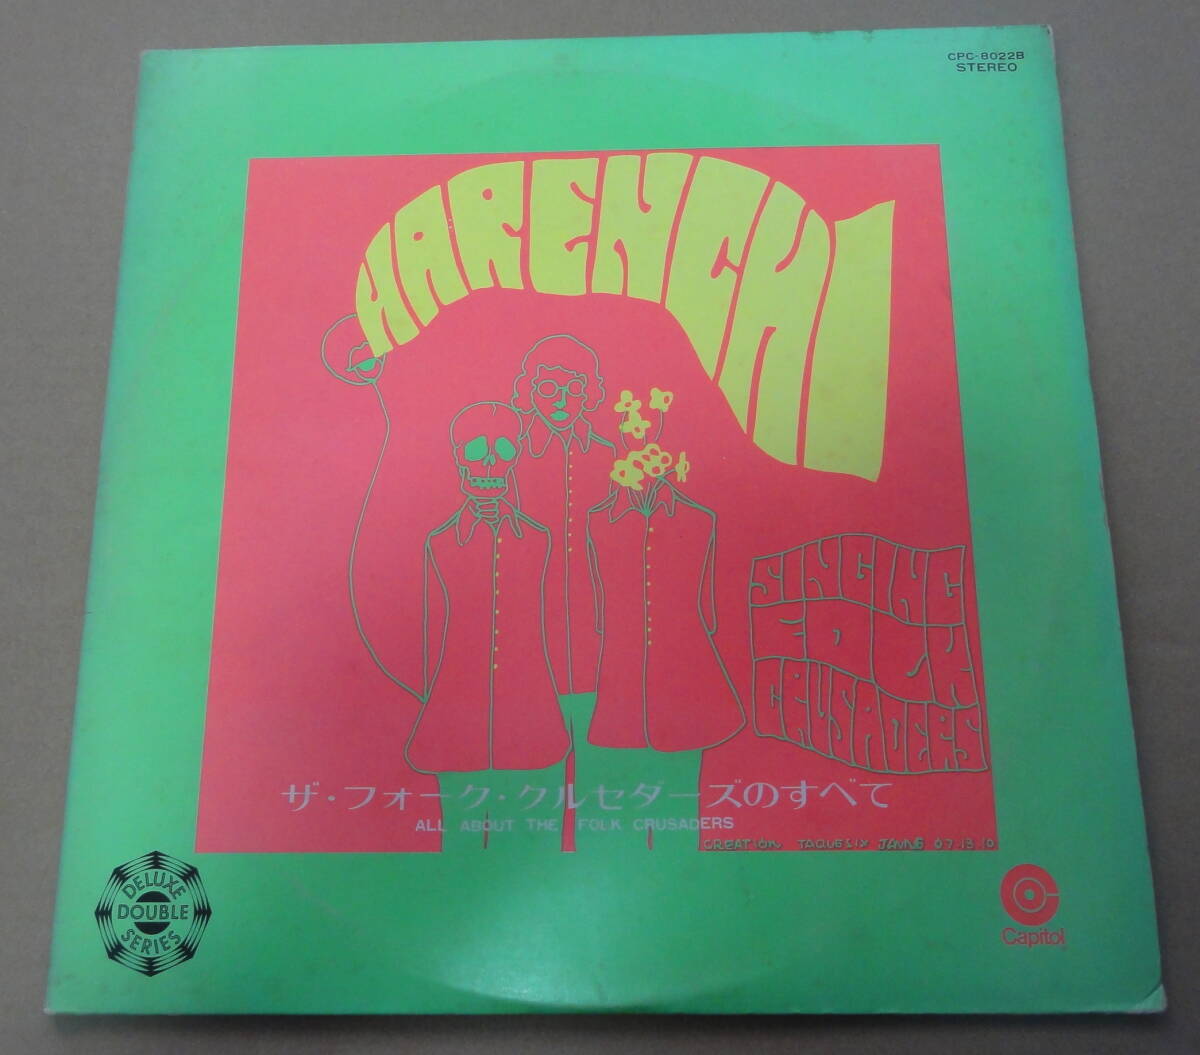 CPC-8022B
STEREO
HARENCHI
SINGING
FOLK
CRUSADERS
ザ・フォーク・クルセダーズのすべて
ALL ABOUT THE FOLK CRUSADERS
CREATION
DELUXE
DOUBLE
SERIES
Capitol